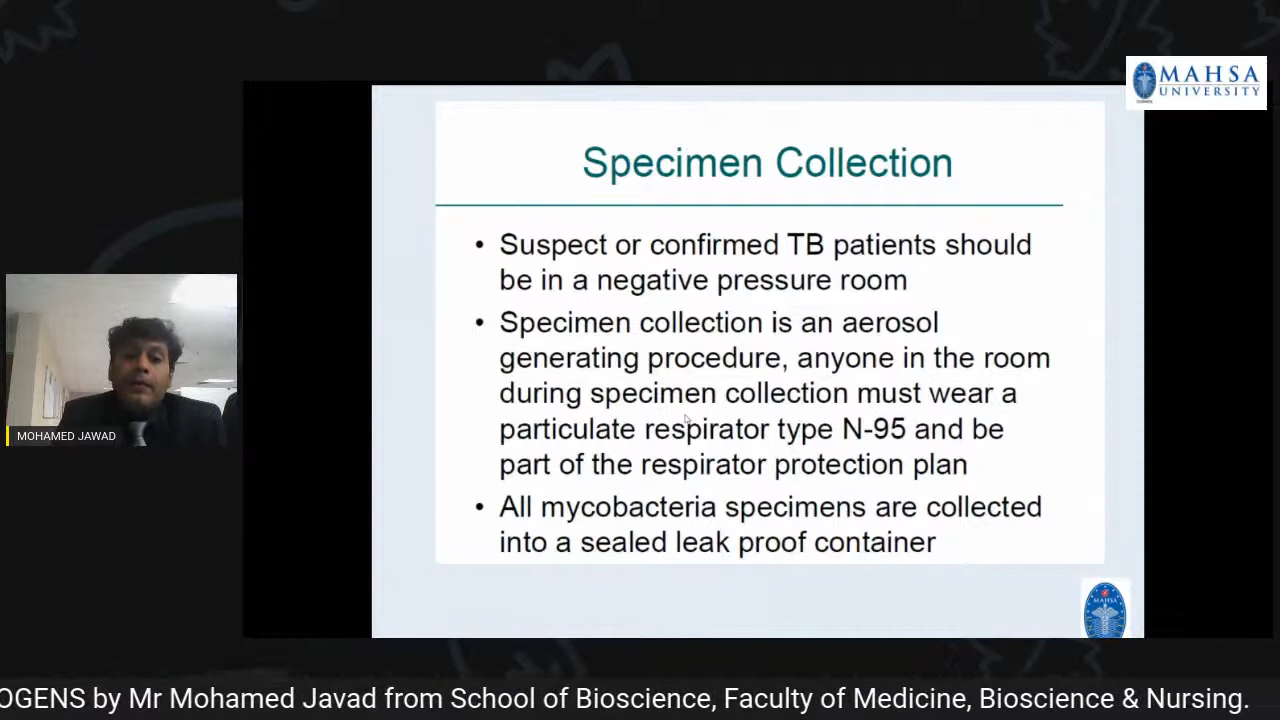 MAHSA
UNIVERSITY
Specimen Collection
• Suspect or confirmed TB patients should
be in a negative pressure room
• Specimen collection is an aerosol
generating procedure, anyone in the room
during specimen collection must wear a
particulate respirator type N-95 and be
part of the respirator protection plan
• All mycobacteria specimens are collected
into a sealed leak proof container
MOHAMED JAWAD
MAHSA
OGENS by Mr Mohamed Javad from School of Bioscience, Faculty of Medicine, Bioscience & Nursing.